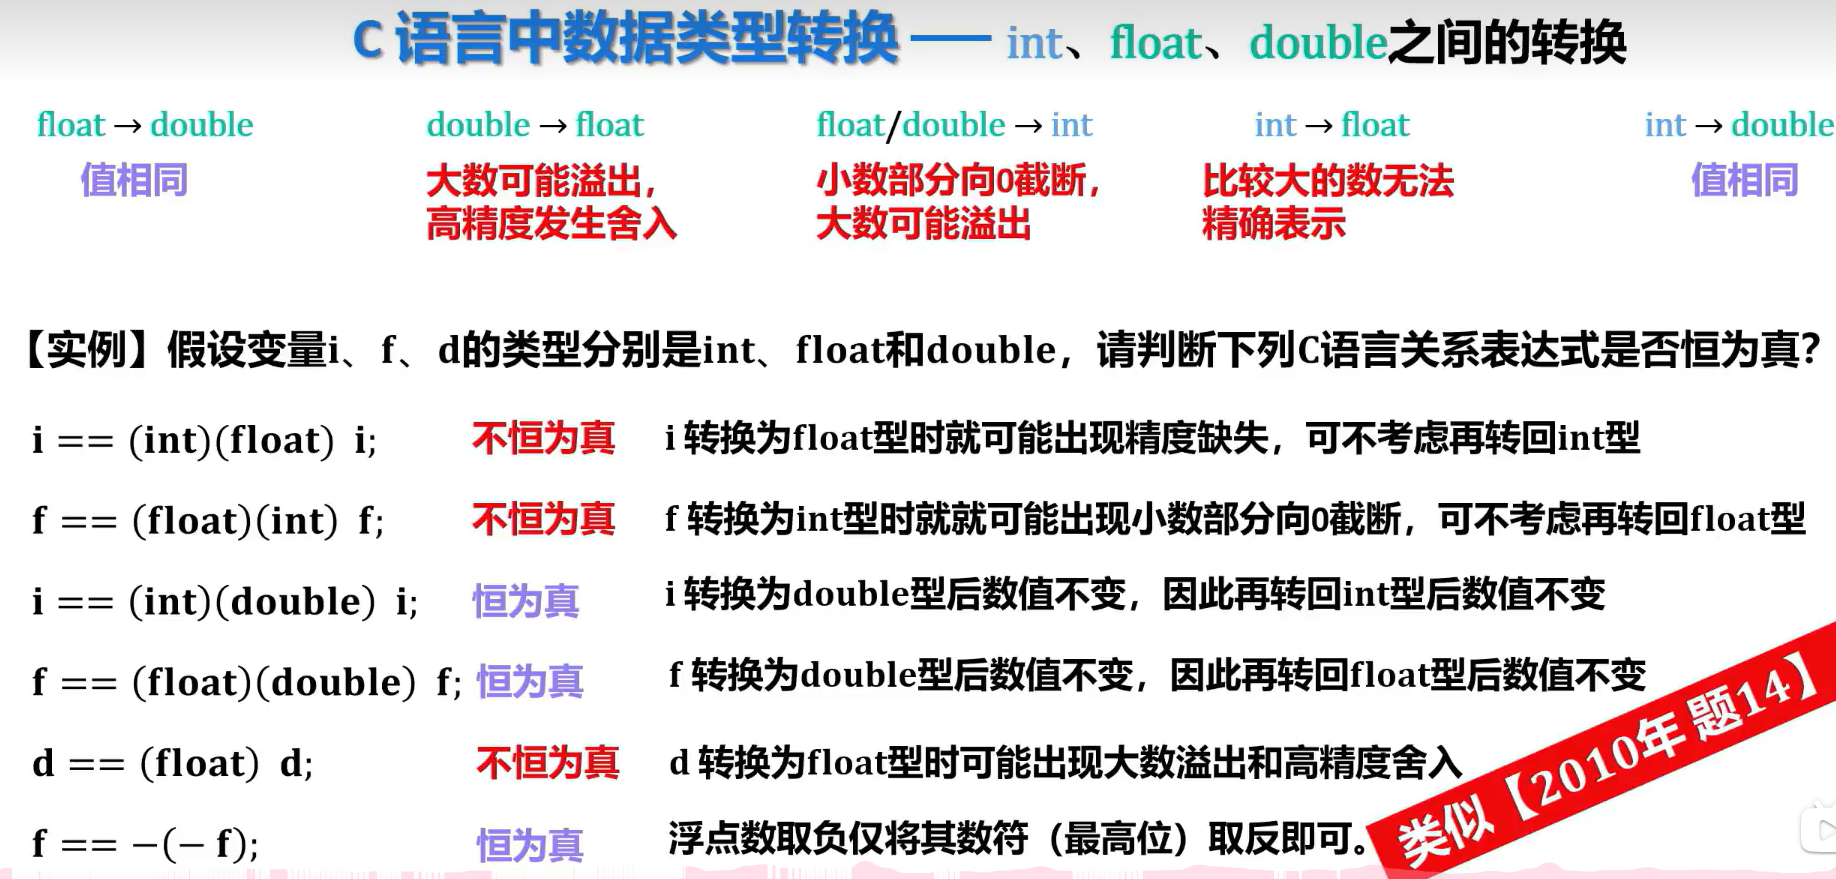 C 语言中数据类型转换 —— int、float、double之间的转换
float → double
值相同
double → float
大数可能溢出，
高精度发生舍入
float/double → int
小数部分向0截断，
大数可能溢出
int → float
比较大的数无法
精确表示
int → double
值相同
【实例】假设变量i、f、d的类型分别是int、float和double，请判断下列C语言关系表达式是否恒为真？
i == (int)(float) i; 不恒为真 i 转换为float型时就可能出现精度缺失，可不考虑再转回int型
f == (float)(int) f; 不恒为真 f 转换为int型时就就可能出现小数部分向0截断，可不考虑再转回float型
i == (int)(double) i; 恒为真 i 转换为double型后数值不变，因此再转回int型后数值不变
f == (float)(double) f; 恒为真 f 转换为double型后数值不变，因此再转回float型后数值不变
d == (float) d; 不恒为真 d 转换为float型时可能出现大数溢出和高精度舍入
f == −(− f); 恒为真 浮点数取负仅将其数符（最高位）取反即可。
类似【2010年 题14】